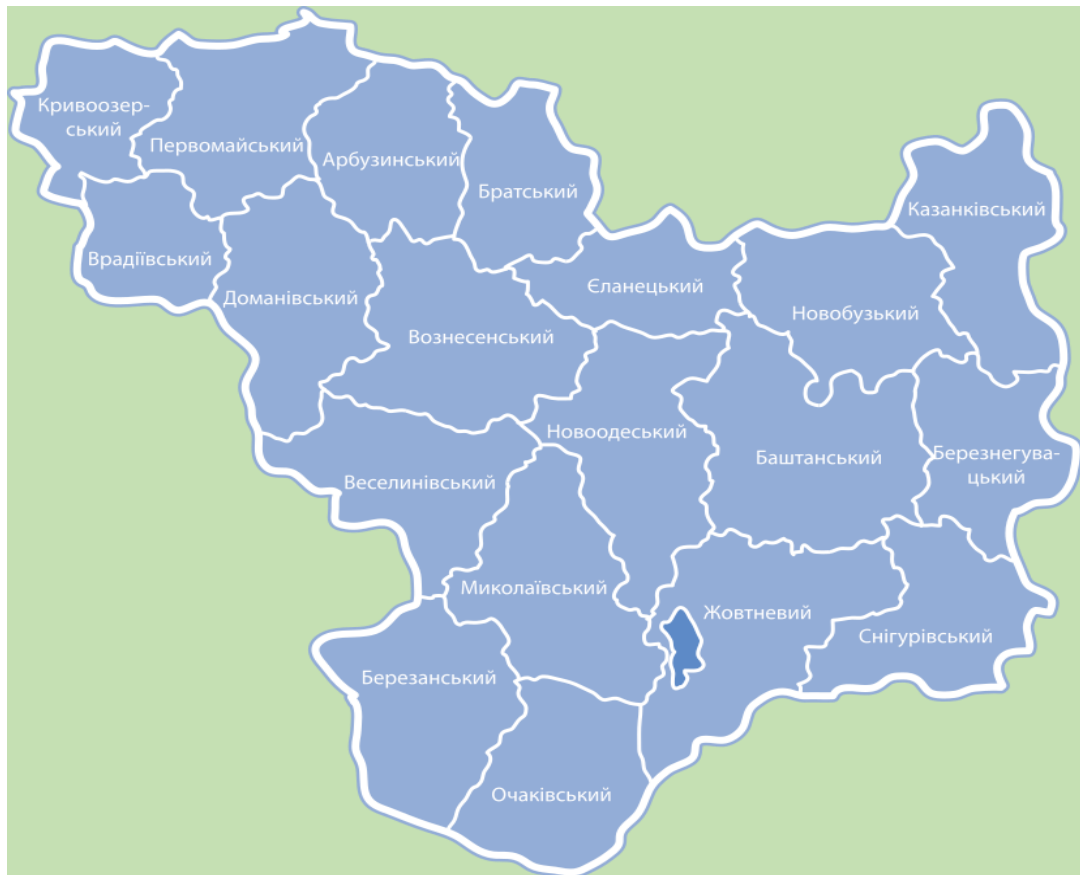 Кривоозер-
ський
Первомайський
Арбузинський
Братський
Казанківський
Врадіївський
Доманівський
Єланецький
Новобузький
Вознесенський
Новоодеський
Баштанський
Березнегува-
цький
Веселинівський
Миколаївський
Жовтневий
Снігурівський
Березанський
Очаківський